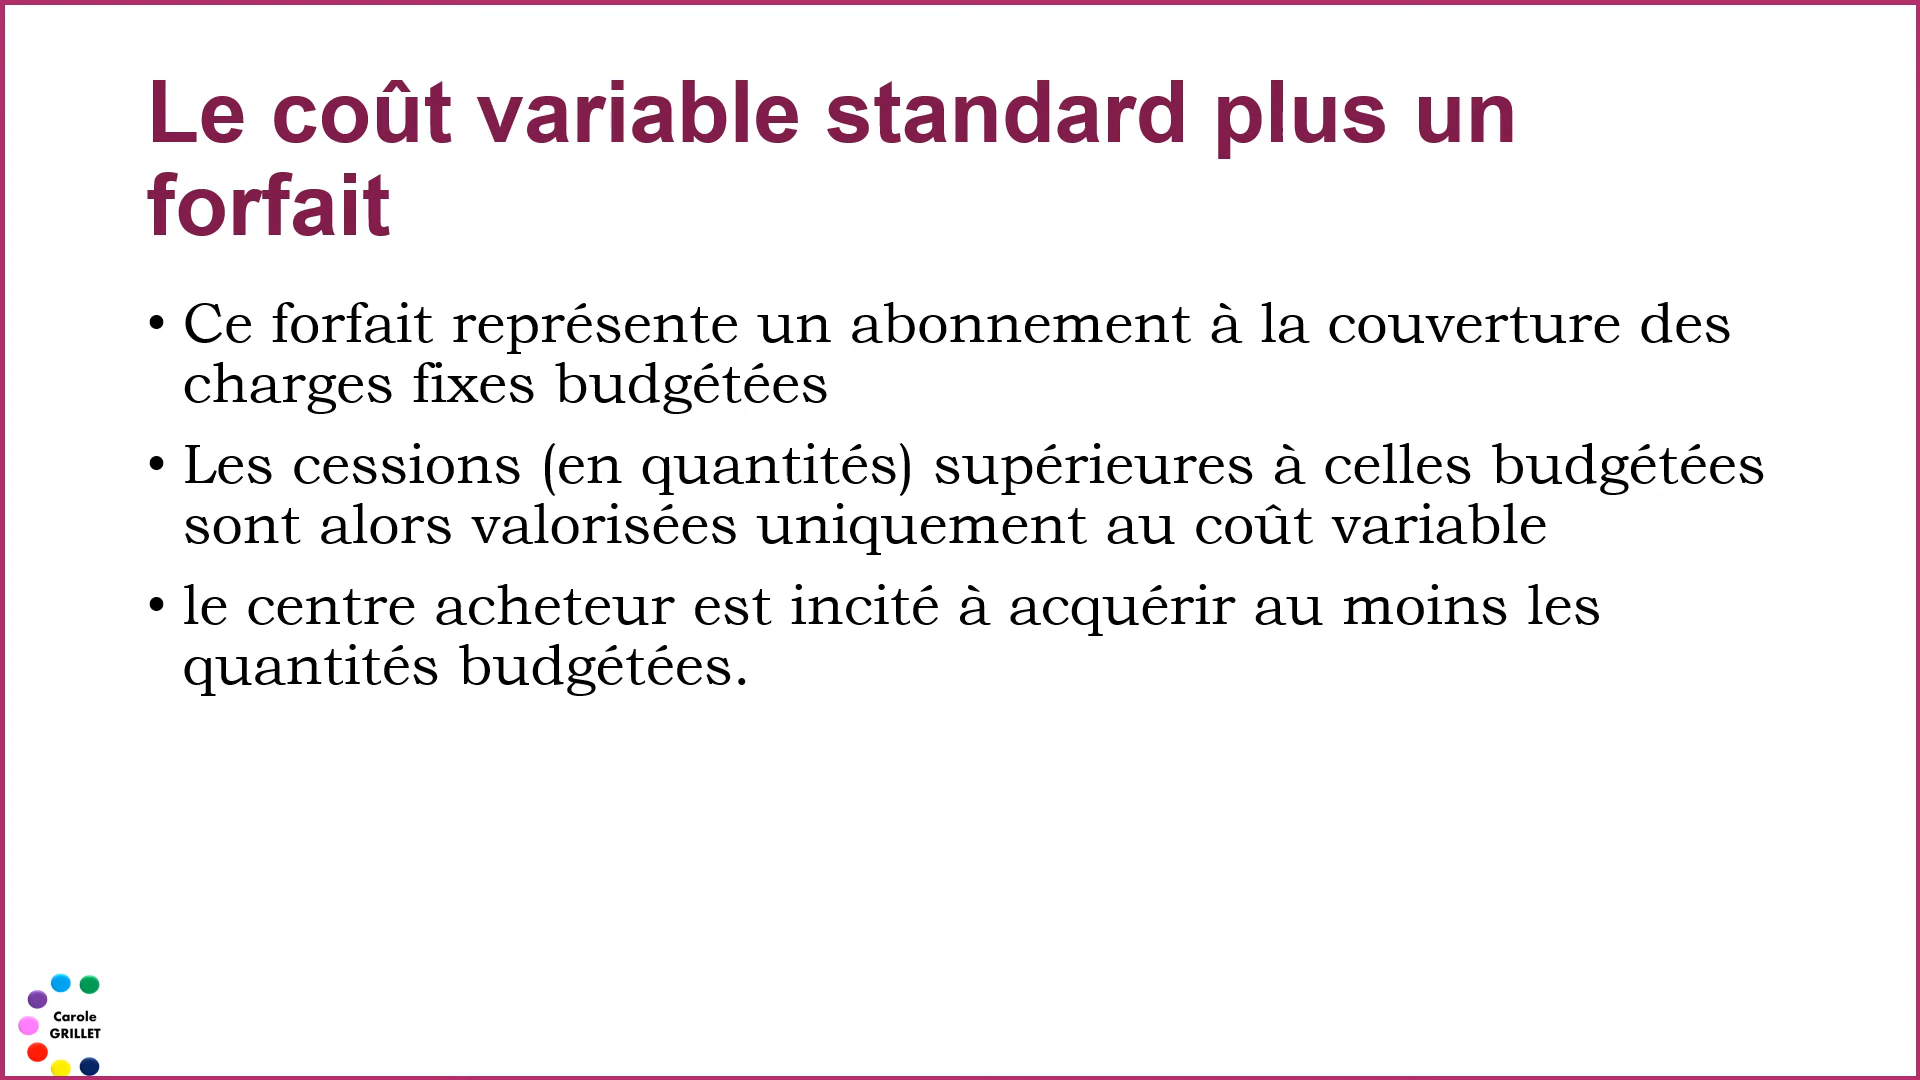 Le coût variable standard plus un
forfait
• Ce forfait représente un abonnement à la couverture des
charges fixes budgétées
• Les cessions (en quantités) supérieures à celles budgétées
sont alors valorisées uniquement au coût variable
• le centre acheteur est incité à acquérir au moins les
quantités budgétées.
Carole
GRILLET